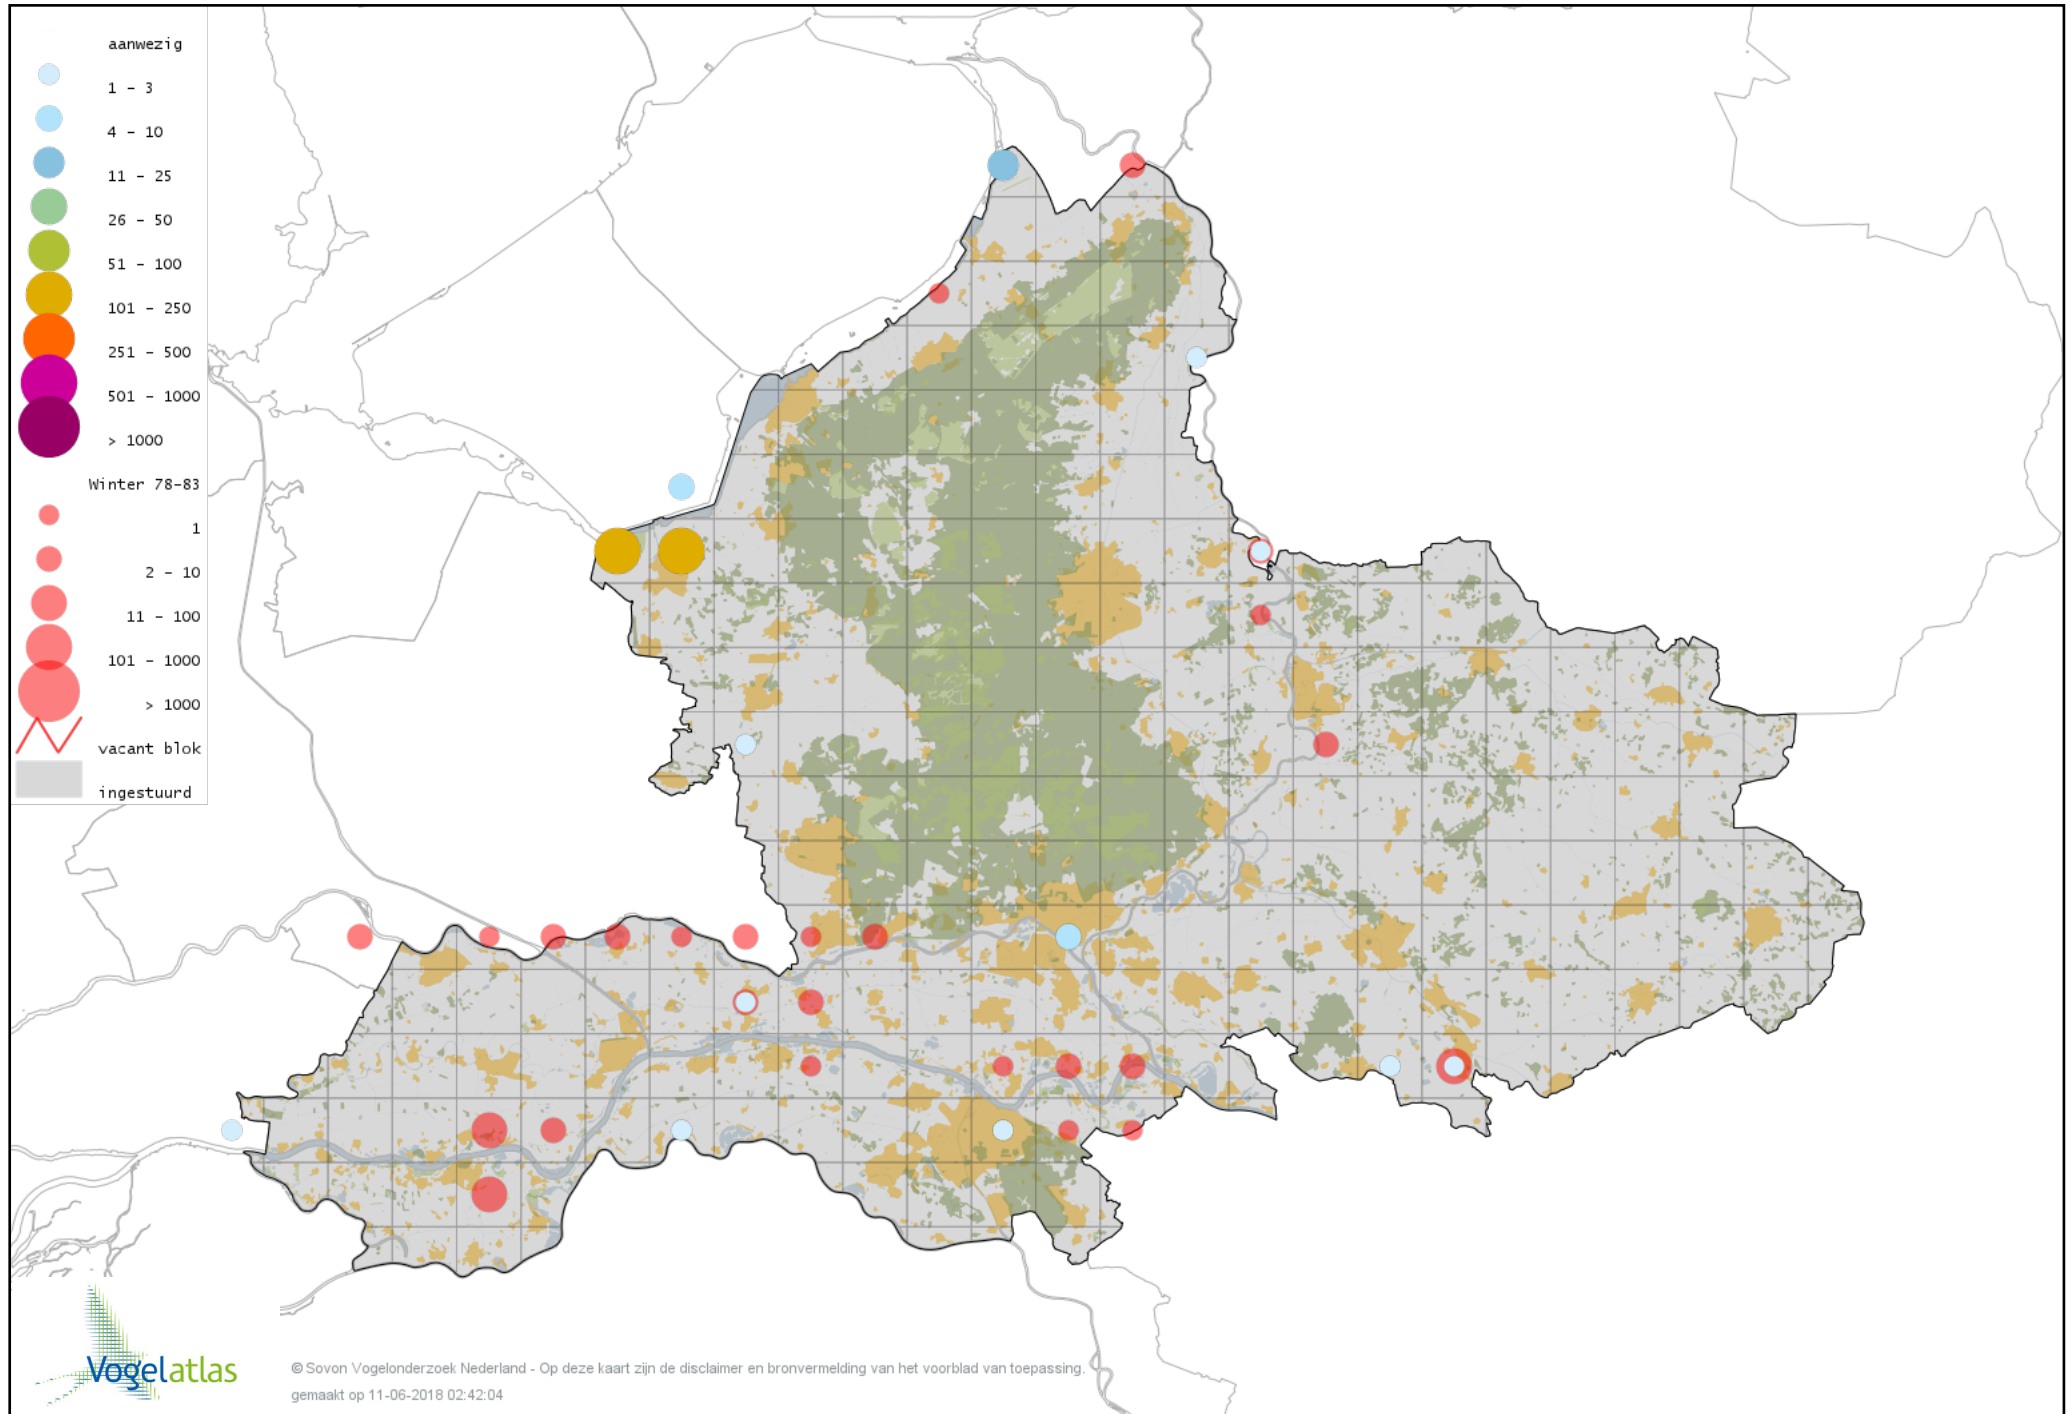 aanwezig
1 - 3
4 - 10
11 - 25
26 - 50
51 - 100
101 - 250
251 - 500
501 - 1000
> 1000
Winter 78-83
1
2 - 10
11 - 100
101 - 1000
> 1000
vacant blok
ingestuurd
Vogelatlas
© Sovon Vogelonderzoek Nederland - Op deze kaart zijn de disclaimer en bronvermelding van het voorblad van toepassing.
gemaakt op 11-06-2018 02:42:04